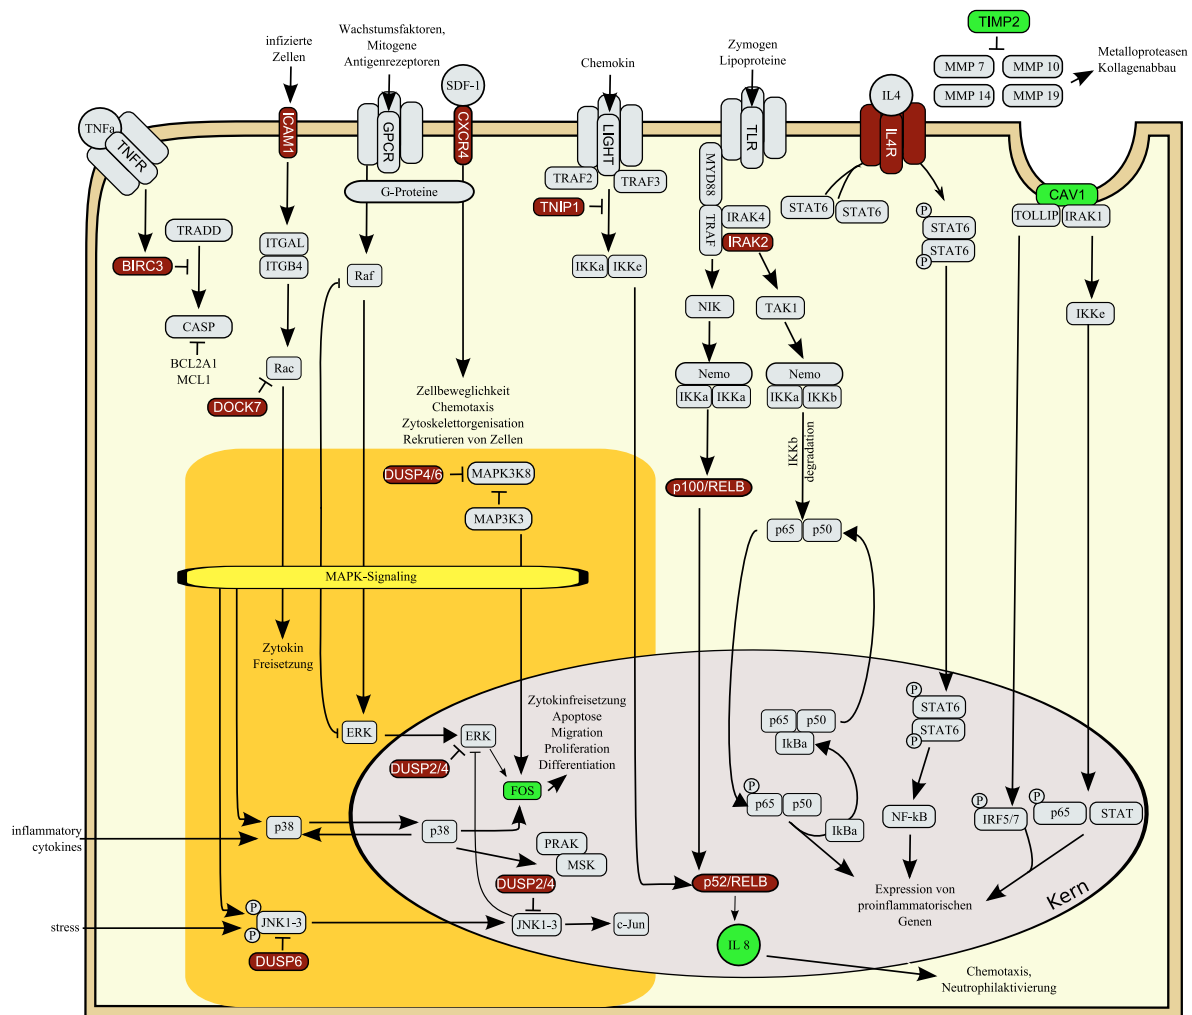 TIMP2
MMP 7
MMP 10
MMP 14
MMP 19
Metalloproteasen
Kollagenabbau
infizierte
Zellen
Wachstumsfaktoren,
Mitogene
Antigenrezeptoren
SDF-1
Chemokin
Zymogen
Lipoproteine
IL4
TNFa
TNFR
ICAM1
GPCR
CXCR4
LIGHT
TLR
IL4R
CAV1
G-Proteine
TRAF2
TRAF3
TNIP1
MYD88
TRAF
IRAK4
IRAK2
STAT6
STAT6
P
STAT6
STAT6
P
TOLLIP
IRAK1
TRADD
BIRC3
CASP
BCL2A1
MCL1
ITGAL
ITGB4
Raf
Rac
DOCK7
IKKa
IKKe
NIK
TAK1
IKKe
Nemo
IKKa
IKKa
Nemo
IKKa
IKKb
IKKb
degradation
Zellbeweglichkeit
Chemotaxis
Zytoskelettorgenisation
Rekrutieren von Zellen
DUSP4/6
MAPK3K8
MAP3K3
p100/RELB
p65
p50
MAPK-Signaling
Zytokin
Freisetzung
ERK
ERK
DUSP2/4
Zytokinfreisetzung
Apoptose
Migration
Proliferation
Differentiation
FOS
p65
p50
IkBa
P
STAT6
STAT6
P
P
p65
p50
IkBa
NF-kB
P
IRF5/7
P
p65
STAT
inflammatory
cytokines
p38
p38
PRAK
MSK
DUSP2/4
p52/RELB
Expression von
proinflammatorischen
Genen
Kern
stress
P
JNK1-3
P
DUSP6
JNK1-3
c-Jun
IL 8
Chemotaxis,
Neutrophilaktivierung